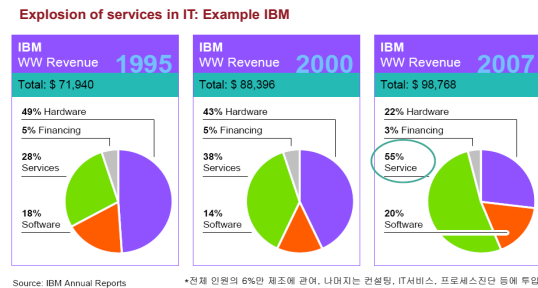 Explosion of services in IT: Example IBM
IBM
WW Revenue 1995
Total: $ 71,940
49% Hardware
5% Financing
28%
Services
18%
Software
IBM
WW Revenue 2000
Total: $ 88,396
43% Hardware
5% Financing
38%
Services
14%
Software
IBM
WW Revenue 2007
Total: $ 98,768
22% Hardware
3% Financing
55%
Service
20%
Software
Source: IBM Annual Reports
*전체 인원의 6%만 제조에 관여, 나머지는 컨설팅, IT서비스, 프로세스진단 등에 투입